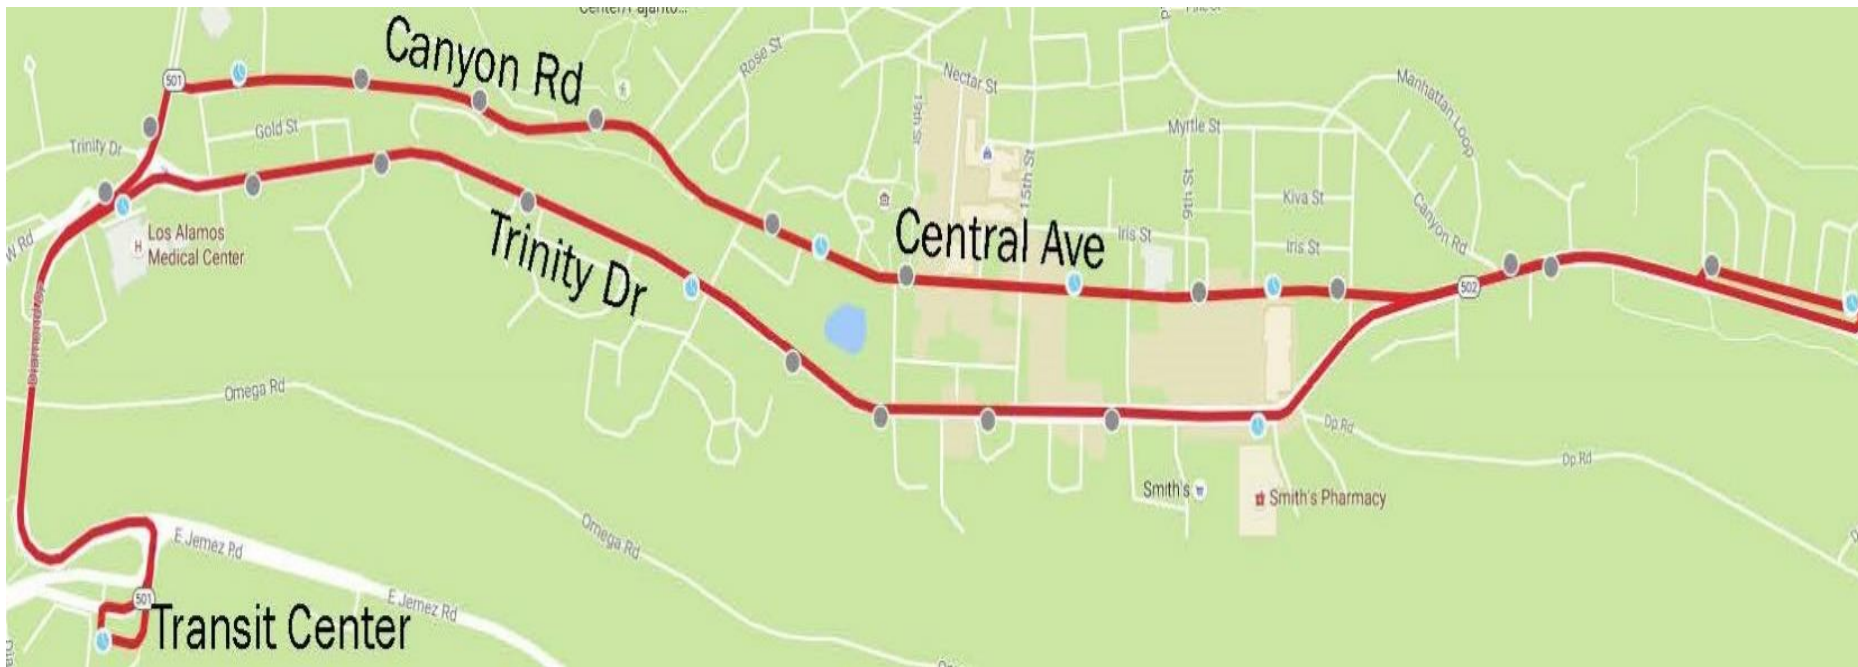 Canyon Rd
Rose St
501
Nectar St
Manhattan Loop
Gold St
Myrtle St
Trinity Dr
15th St
9th St
Kiva St
Canyon Rd
Iris St
Iris St
Central Ave
W Rd
H
Los Alamos
Medical Center
Trinity Dr
502
Omega Rd
Dp Rd
Dp Rd
Smith's
Smith's Pharmacy
Omega Rd
E Jemez Rd
501
E Jemez Rd
Transit Center